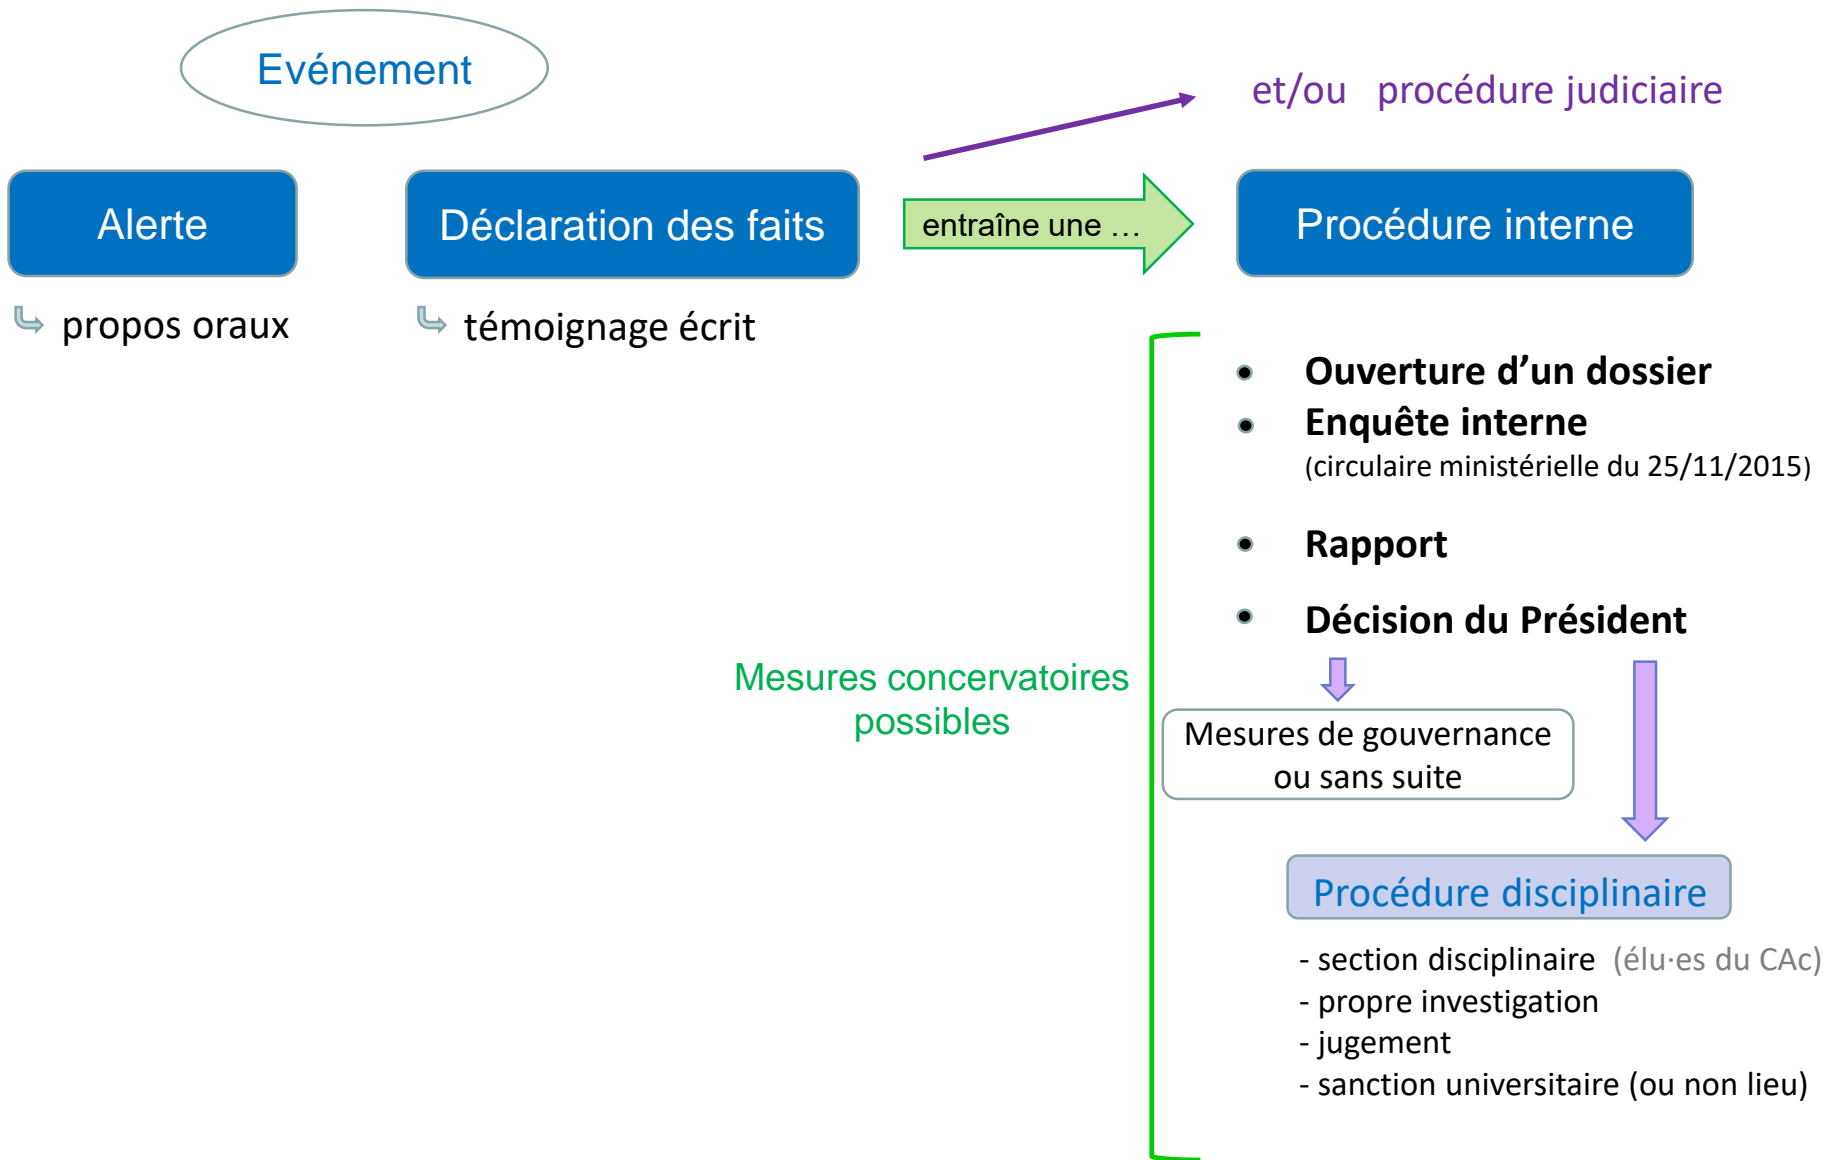 Evénement
et/ou procédure judiciaire
Alerte
Déclaration des faits
entraîne une …
Procédure interne
propos oraux
témoignage écrit
• Ouverture d’un dossier
• Enquête interne
(circulaire ministérielle du 25/11/2015)
• Rapport
• Décision du Président
Mesures concervatoires
possibles
Mesures de gouvernance
ou sans suite
Procédure disciplinaire
- section disciplinaire (élu·es du CAc)
- propre investigation
- jugement
- sanction universitaire (ou non lieu)